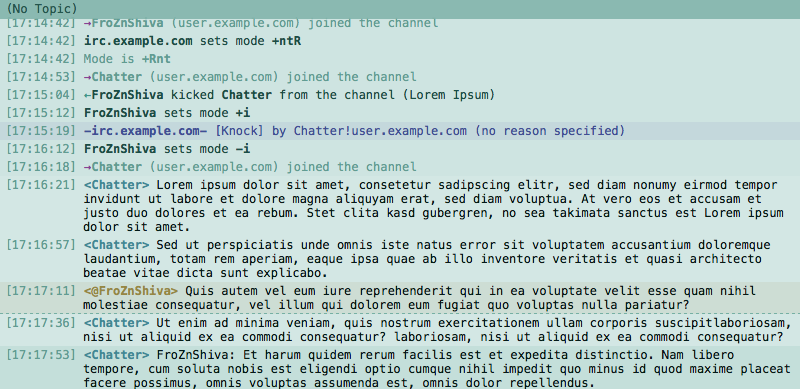 (No Topic)
[17:14:42] →FroZnShiva (user.example.com) joined the channel
[17:14:42] irc.example.com sets mode +ntR
[17:14:42] Mode is +Rnt
[17:14:53] →Chatter (user.example.com) joined the channel
[17:15:04] ←FroZnShiva kicked Chatter from the channel (Lorem Ipsum)
[17:15:12] FroZnShiva sets mode +i
[17:15:19] -irc.example.com- [Knock] by Chatter!user.example.com (no reason specified)
[17:16:12] FroZnShiva sets mode -i
[17:16:18] →Chatter (user.example.com) joined the channel
[17:16:21] <Chatter> Lorem ipsum dolor sit amet, consetetur sadipscing elitr, sed diam nonumy eirmod tempor
invidunt ut labore et dolore magna aliquyam erat, sed diam voluptua. At vero eos et accusam et
justo duo dolores et ea rebum. Stet clita kasd gubergren, no sea takimata sanctus est Lorem ipsum
dolor sit amet.
[17:16:57] <Chatter> Sed ut perspiciatis unde omnis iste natus error sit voluptatem accusantium doloremque
laudantium, totam rem aperiam, eaque ipsa quae ab illo inventore veritatis et quasi architecto
beatae vitae dicta sunt explicabo.
[17:17:11] <@FroZnShiva> Quis autem vel eum iure reprehenderit qui in ea voluptate velit esse quam nihil
molestiae consequatur, vel illum qui dolorem eum fugiat quo voluptas nulla pariatur?
[17:17:36] <Chatter> Ut enim ad minima veniam, quis nostrum exercitationem ullam corporis suscipitlaboriosam,
nisi ut aliquid ex ea commodi consequatur? laboriosam, nisi ut aliquid ex ea commodi consequatur?
[17:17:53] <Chatter> FroZnShiva: Et harum quidem rerum facilis est et expedita distinctio. Nam libero
tempore, cum soluta nobis est eligendi optio cumque nihil impedit quo minus id quod maxime placeat
facere possimus, omnis voluptas assumenda est, omnis dolor repellendus.